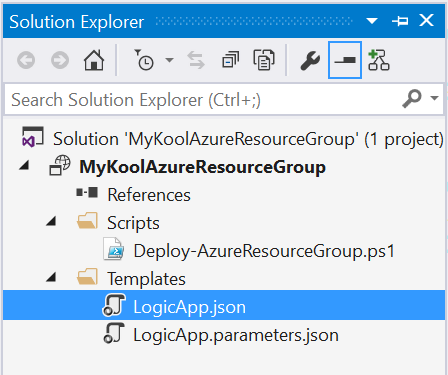 Solution Explorer
Search Solution Explorer (Ctrl+;)
Solution 'MyKoolAzureResourceGroup' (1 project)
MyKoolAzureResourceGroup
References
Scripts
Deploy-AzureResourceGroup.ps1
Templates
LogicApp.json
LogicApp.parameters.json